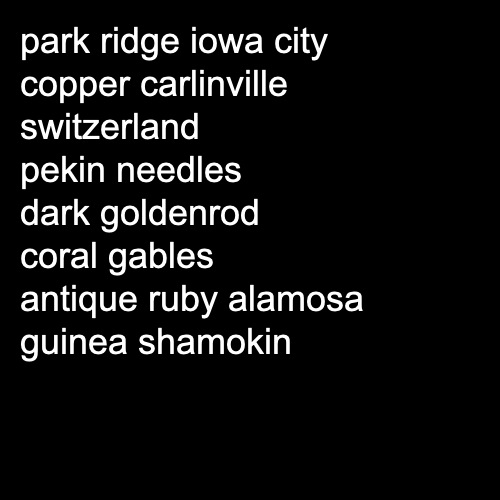 park ridge iowa city
copper carlinville
switzerland
pekin needles
dark goldenrod
coral gables
antique ruby alamosa
guinea shamokin